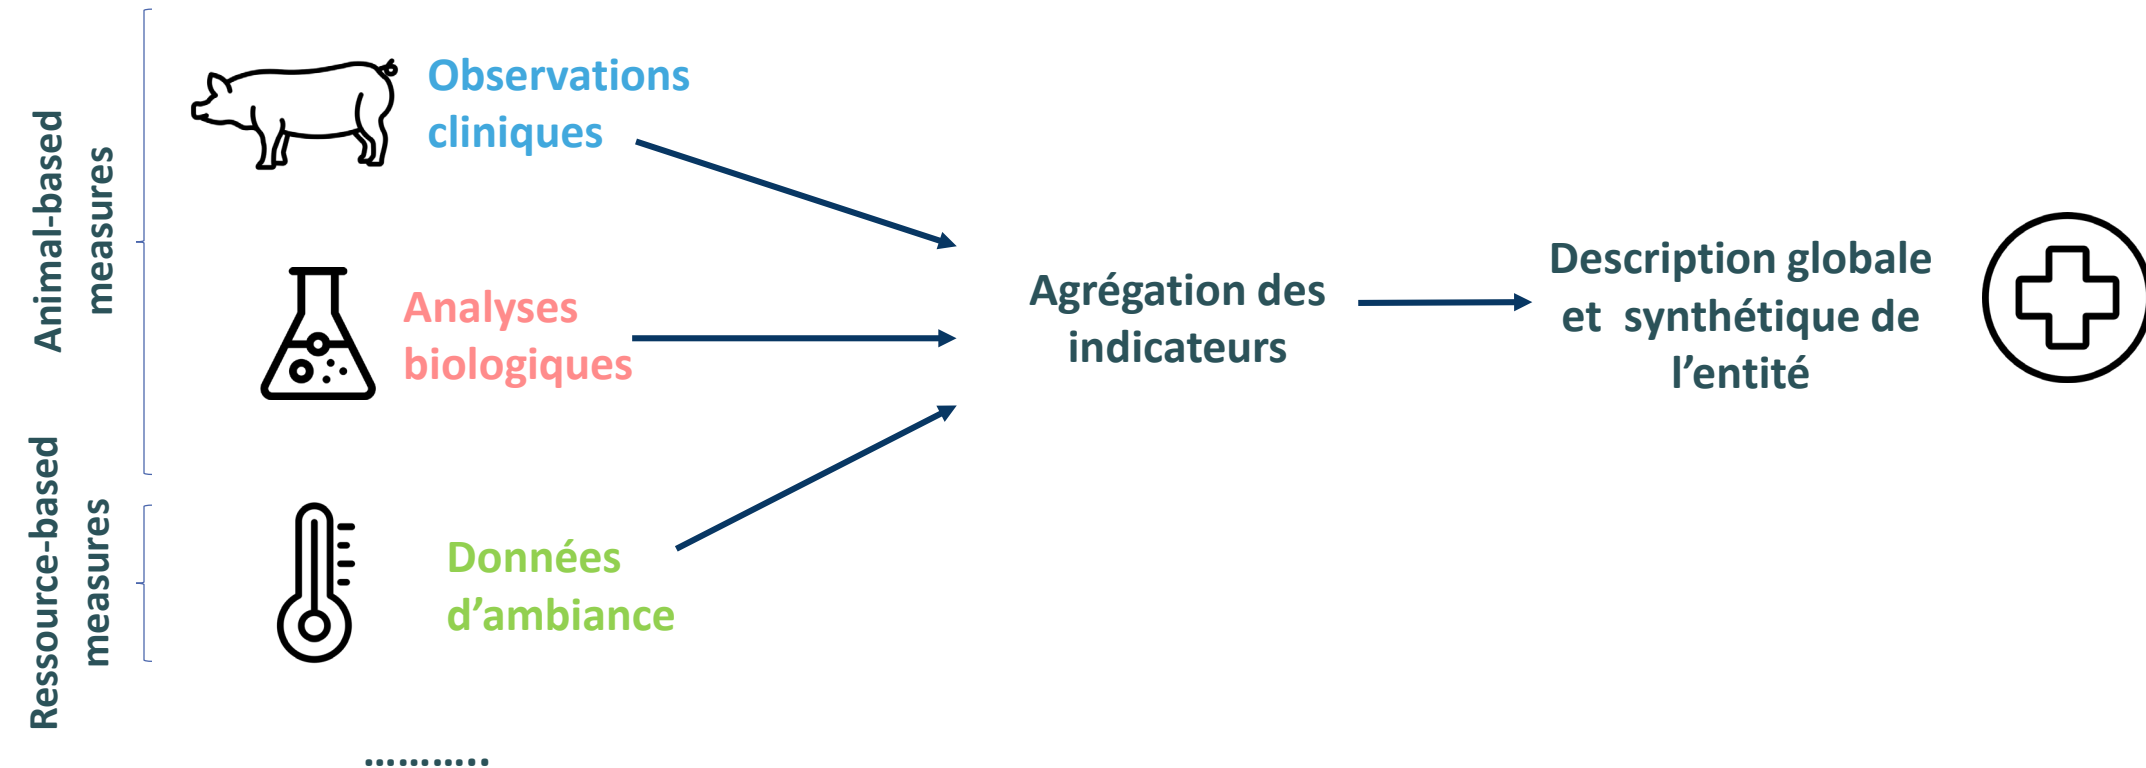 Animal-based
measures
Observations
cliniques
Analyses
biologiques
Ressource-based
measures
Données
d’ambiance
...........
Agrégation des
indicateurs
Description globale
et  synthétique de
l’entité